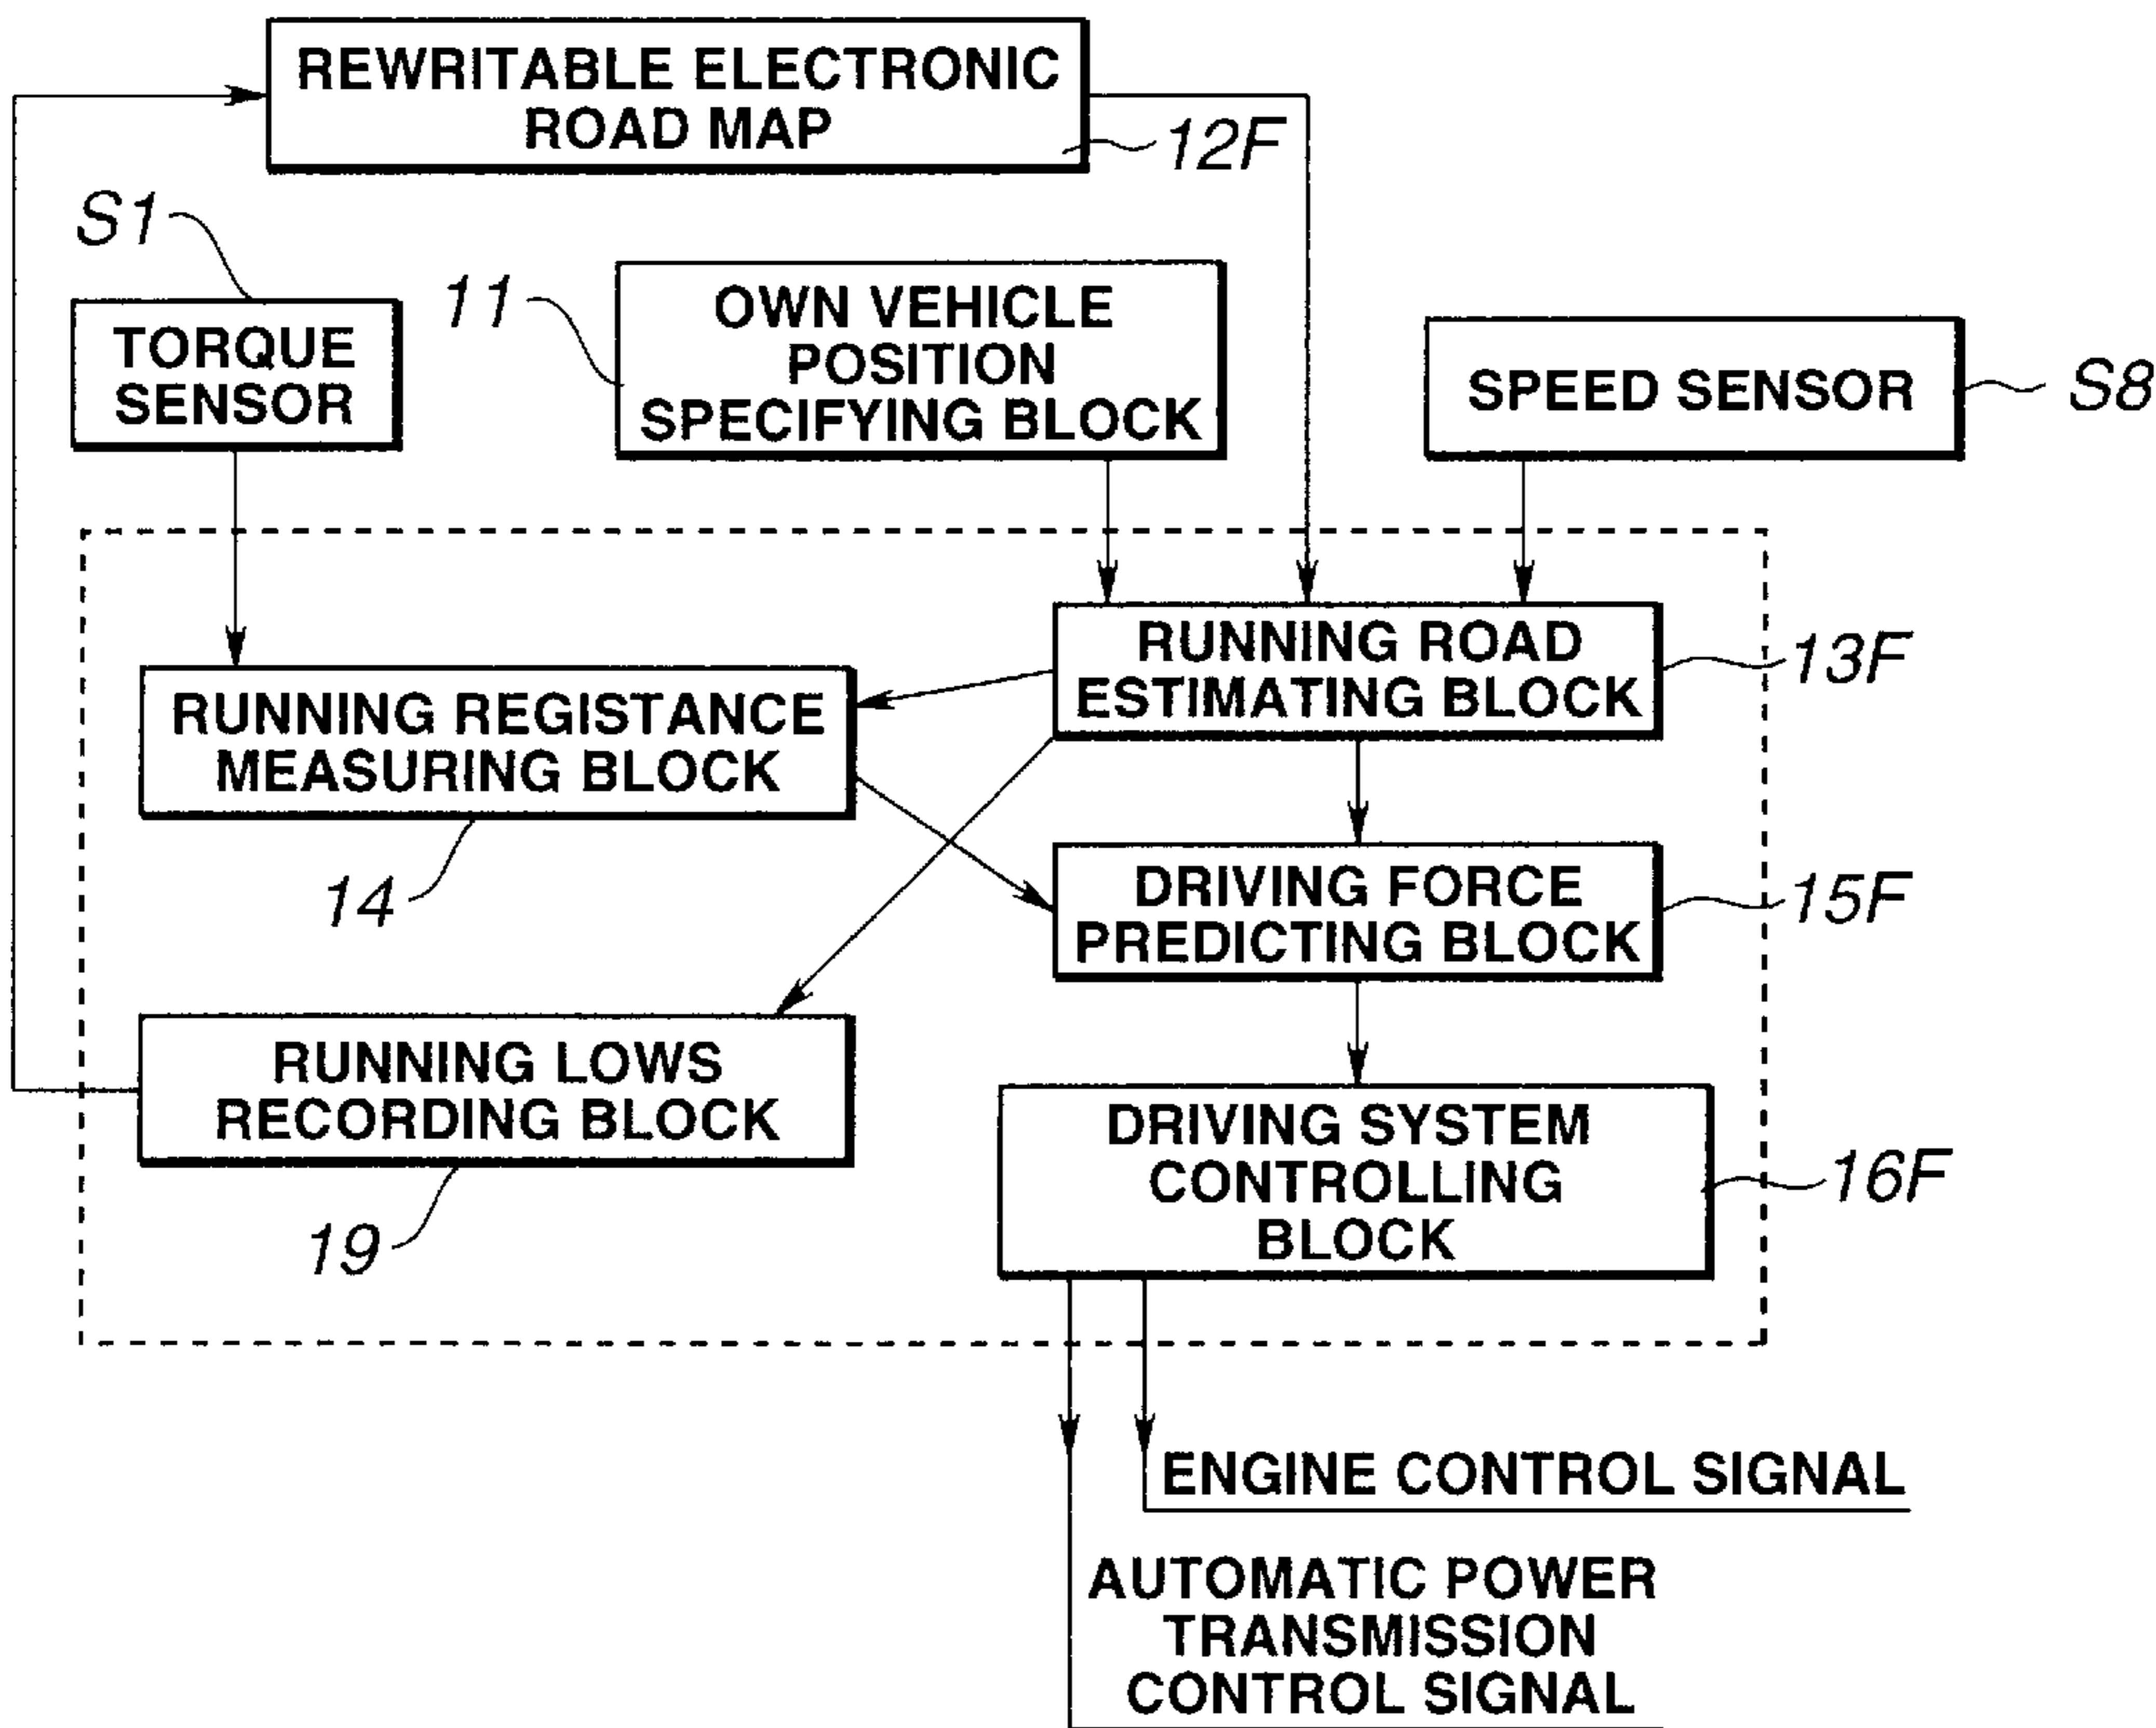 REWRITABLE ELECTRONIC
ROAD MAP
12F
S1
11
TORQUE
SENSOR
OWN VEHICLE
POSITION
SPECIFYING BLOCK
SPEED SENSOR
S8
RUNNING REGISTANCE
MEASURING BLOCK
14
RUNNING ROAD
ESTIMATING BLOCK
13F
DRIVING FORCE
PREDICTING BLOCK
15F
RUNNING LOWS
RECORDING BLOCK
19
DRIVING SYSTEM
CONTROLLING
BLOCK
16F
ENGINE CONTROL SIGNAL
AUTOMATIC POWER
TRANSMISSION
CONTROL SIGNAL